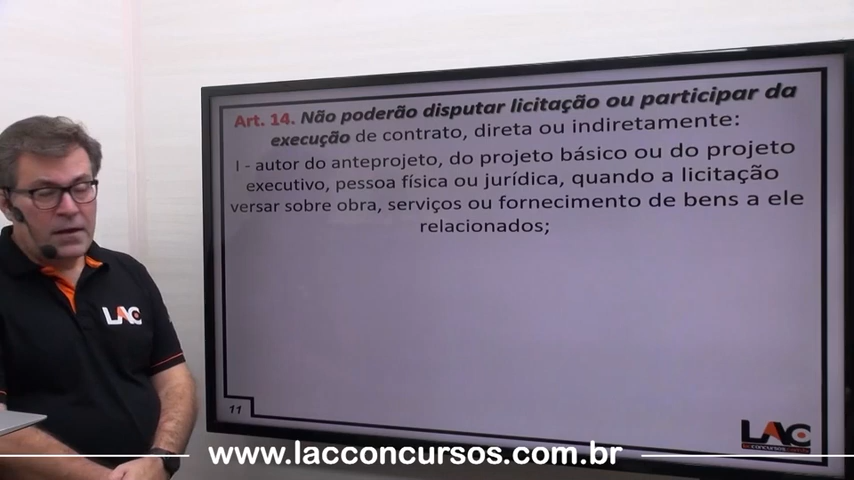 Art. 14. Não poderão disputar licitação ou participar da
execução de contrato, direta ou indiretamente:
I - autor do anteprojeto, do projeto básico ou do projeto
executivo, pessoa física ou jurídica, quando a licitação
versar sobre obra, serviços ou fornecimento de bens a ele
relacionados;
LAC
11
LAC
www.lacconcursos.com.br